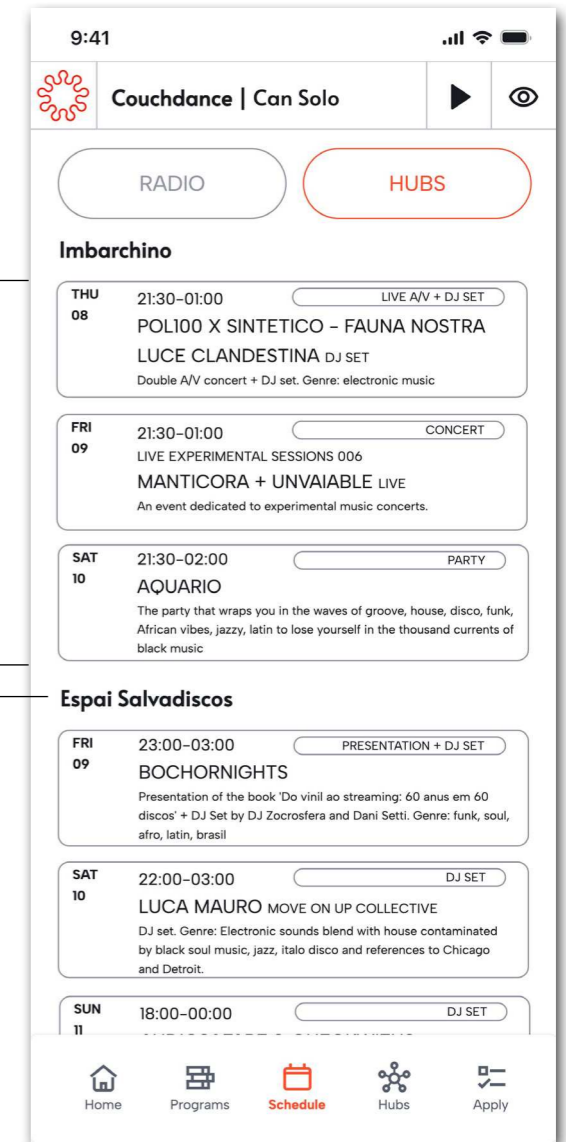 9:41
Couchdance | Can Solo
RADIO
HUBS
Imbarchino
THU
08
21:30-01:00
LIVE A/V + DJ SET
POL100 X SINTETICO - FAUNA NOSTRA
LUCE CLANDESTINA DJ SET
Double A/V concert + DJ set. Genre: electronic music
FRI
09
21:30-01:00
CONCERT
LIVE EXPERIMENTAL SESSIONS 006
MANTICORA + UNVAIABLE LIVE
An event dedicated to experimental music concerts.
SAT
10
21:30-02:00
PARTY
AQUARIO
The party that wraps you in the waves of groove, house, disco, funk,
African vibes, jazzy, latin to lose yourself in the thousand currents of
black music
Espai Salvadiscos
FRI
09
23:00-03:00
PRESENTATION + DJ SET
BOCHORNIGHTS
Presentation of the book 'Do vinil ao streaming: 60 anus em 60
discos' + DJ Set by DJ Zocrosfera and Dani Setti. Genre: funk, soul,
afro, latin, brasil
SAT
10
22:00-03:00
DJ SET
LUCA MAURO MOVE ON UP COLLECTIVE
DJ set. Genre: Electronic sounds blend with house contaminated
by black soul music, jazz, italo disco and references to Chicago
and Detroit.
SUN
11
18:00-00:00
DJ SET
Home
Programs
Schedule
Hubs
Apply